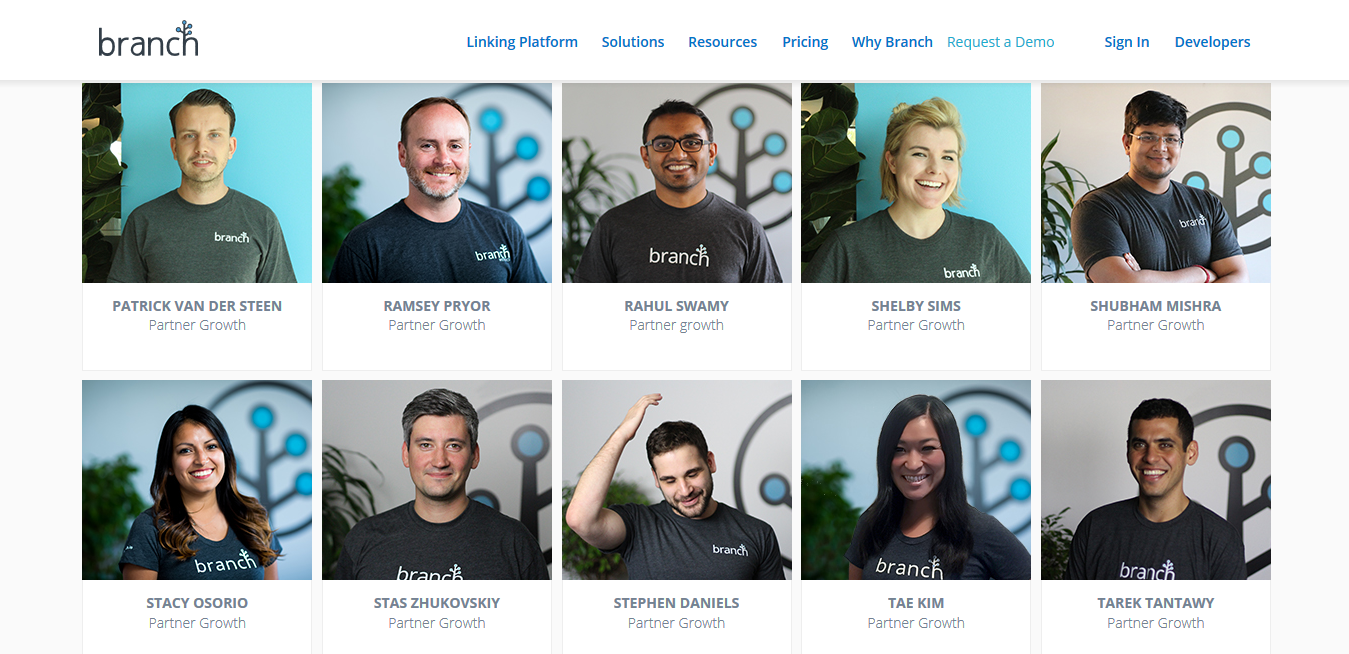 branch
Linking Platform Solutions Resources Pricing Why Branch Request a Demo Sign In Developers
branch branch branch branch branch
PATRICK VAN DER STEEN RAMSEY PRYOR RAHUL SWAMY SHELBY SIMS SHUBHAM MISHRA
Partner Growth Partner Growth Partner growth Partner Growth Partner Growth
branch branch branch branch branch
STACY OSORIO STAS ZHUKOVSKIY STEPHEN DANIELS TAE KIM TAREK TANTAWY
Partner Growth Partner Growth Partner Growth Partner Growth Partner Growth